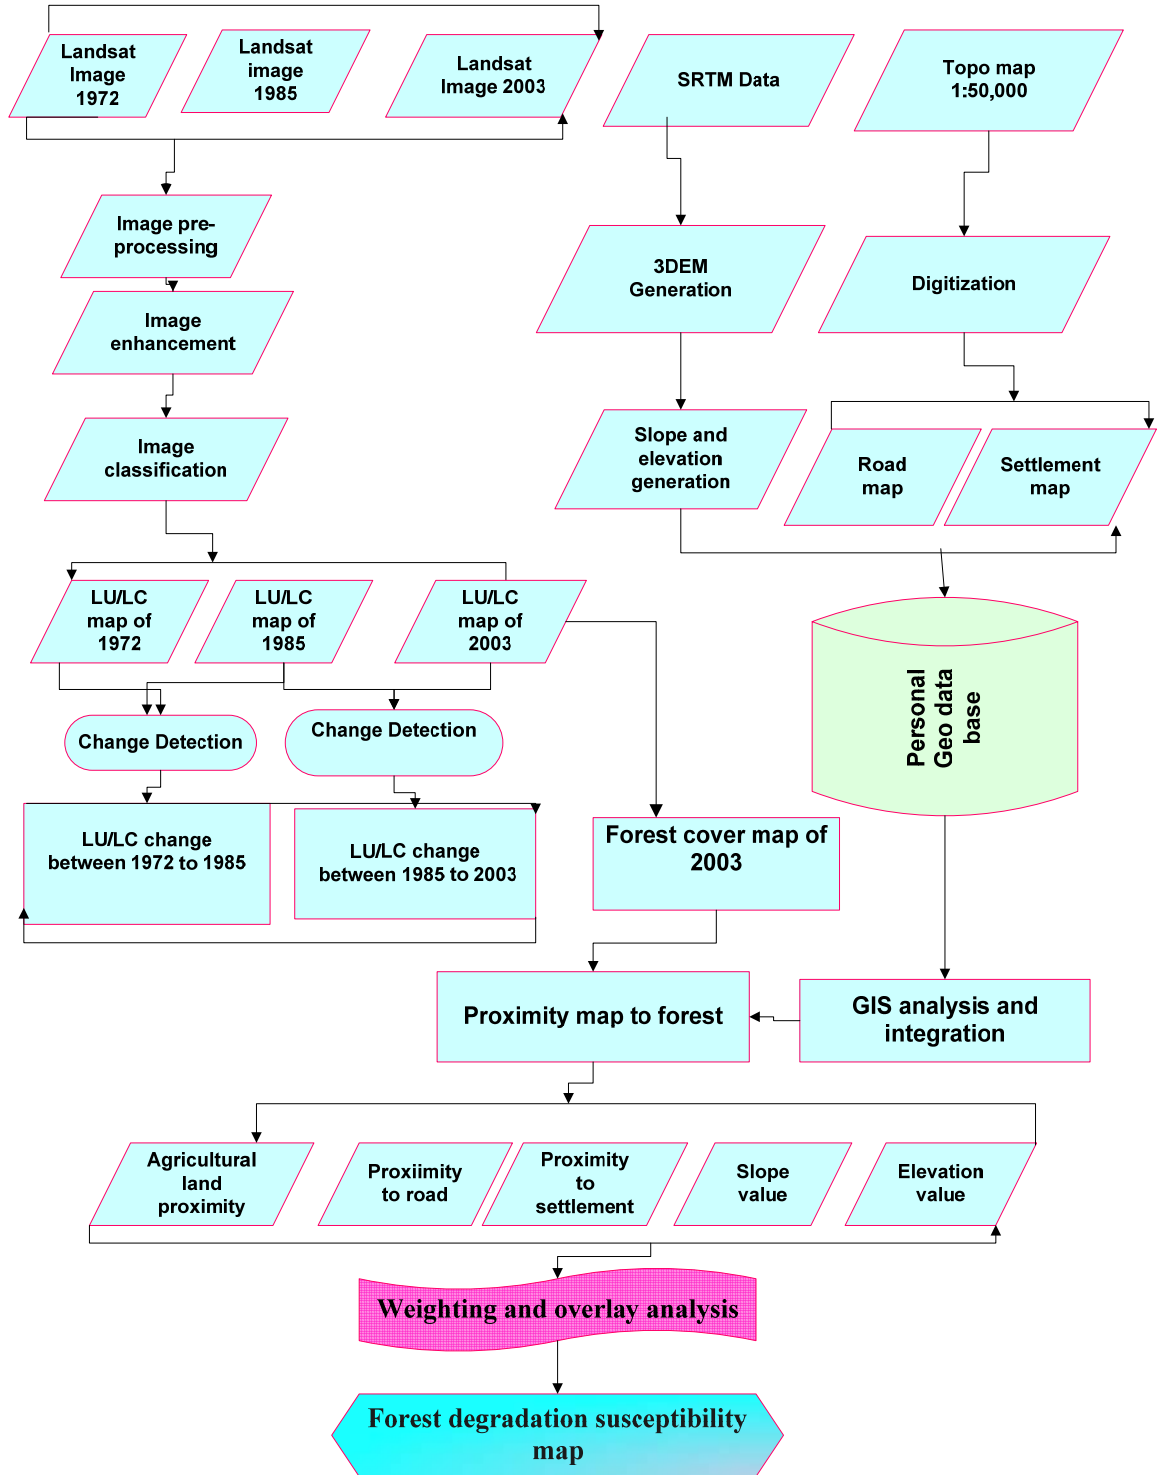 Landsat
Image
1972
Landsat
image
1985
Landsat
Image 2003
SRTM Data
Topo map
1:50,000
Image pre-
processing
3DEM
Generation
Digitization
Image
enhancement
Image
classification
Slope and
elevation
generation
Road
map
Settlement
map
LU/LC
map of
1972
LU/LC
map of
1985
LU/LC
map of
2003
Personal
Geo data
base
Change Detection
Change Detection
LU/LC change
between 1972 to 1985
LU/LC change
between 1985 to 2003
Forest cover map of
2003
Proximity map to forest
GIS analysis and
integration
Agricultural
land
proximity
Proxiimity
to road
Proximity
to
settlement
Slope
value
Elevation
value
Weighting and overlay analysis
Forest degradation susceptibility
map